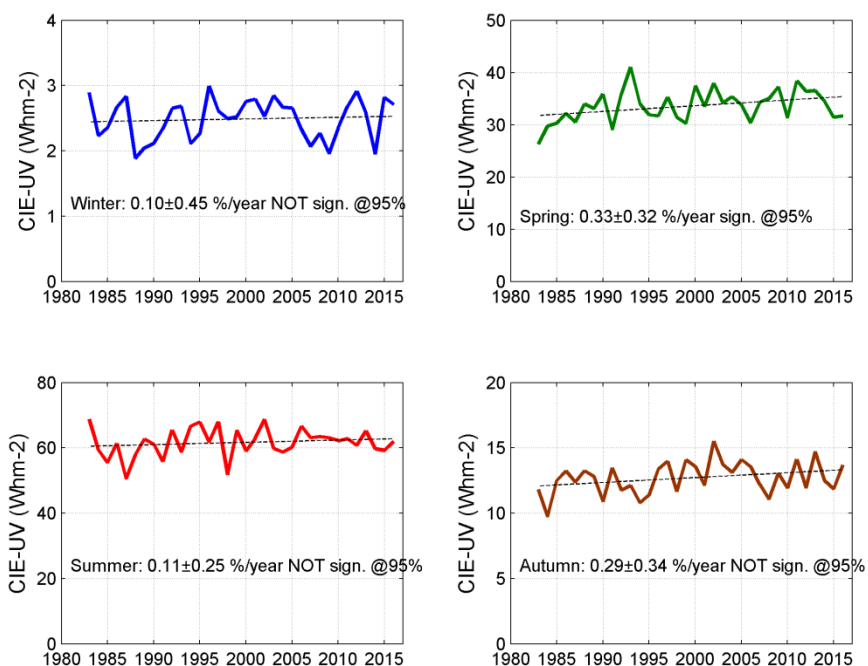 4
3
2
1
0
CIE-UV (Whm-2)
Winter: 0.10±0.45 %/year NOT sign. @95%
1980 1985 1990 1995 2000 2005 2010 2015
50
40
30
20
10
0
CIE-UV (Whm-2)
Spring: 0.33±0.32 %/year sign. @95%
1980 1985 1990 1995 2000 2005 2010 2015
80
60
40
20
0
CIE-UV (Whm-2)
Summer: 0.11±0.25 %/year NOT sign. @95%
1980 1985 1990 1995 2000 2005 2010 2015
20
15
10
5
0
CIE-UV (Whm-2)
Autumn: 0.29±0.34 %/year NOT sign. @95%
1980 1985 1990 1995 2000 2005 2010 2015